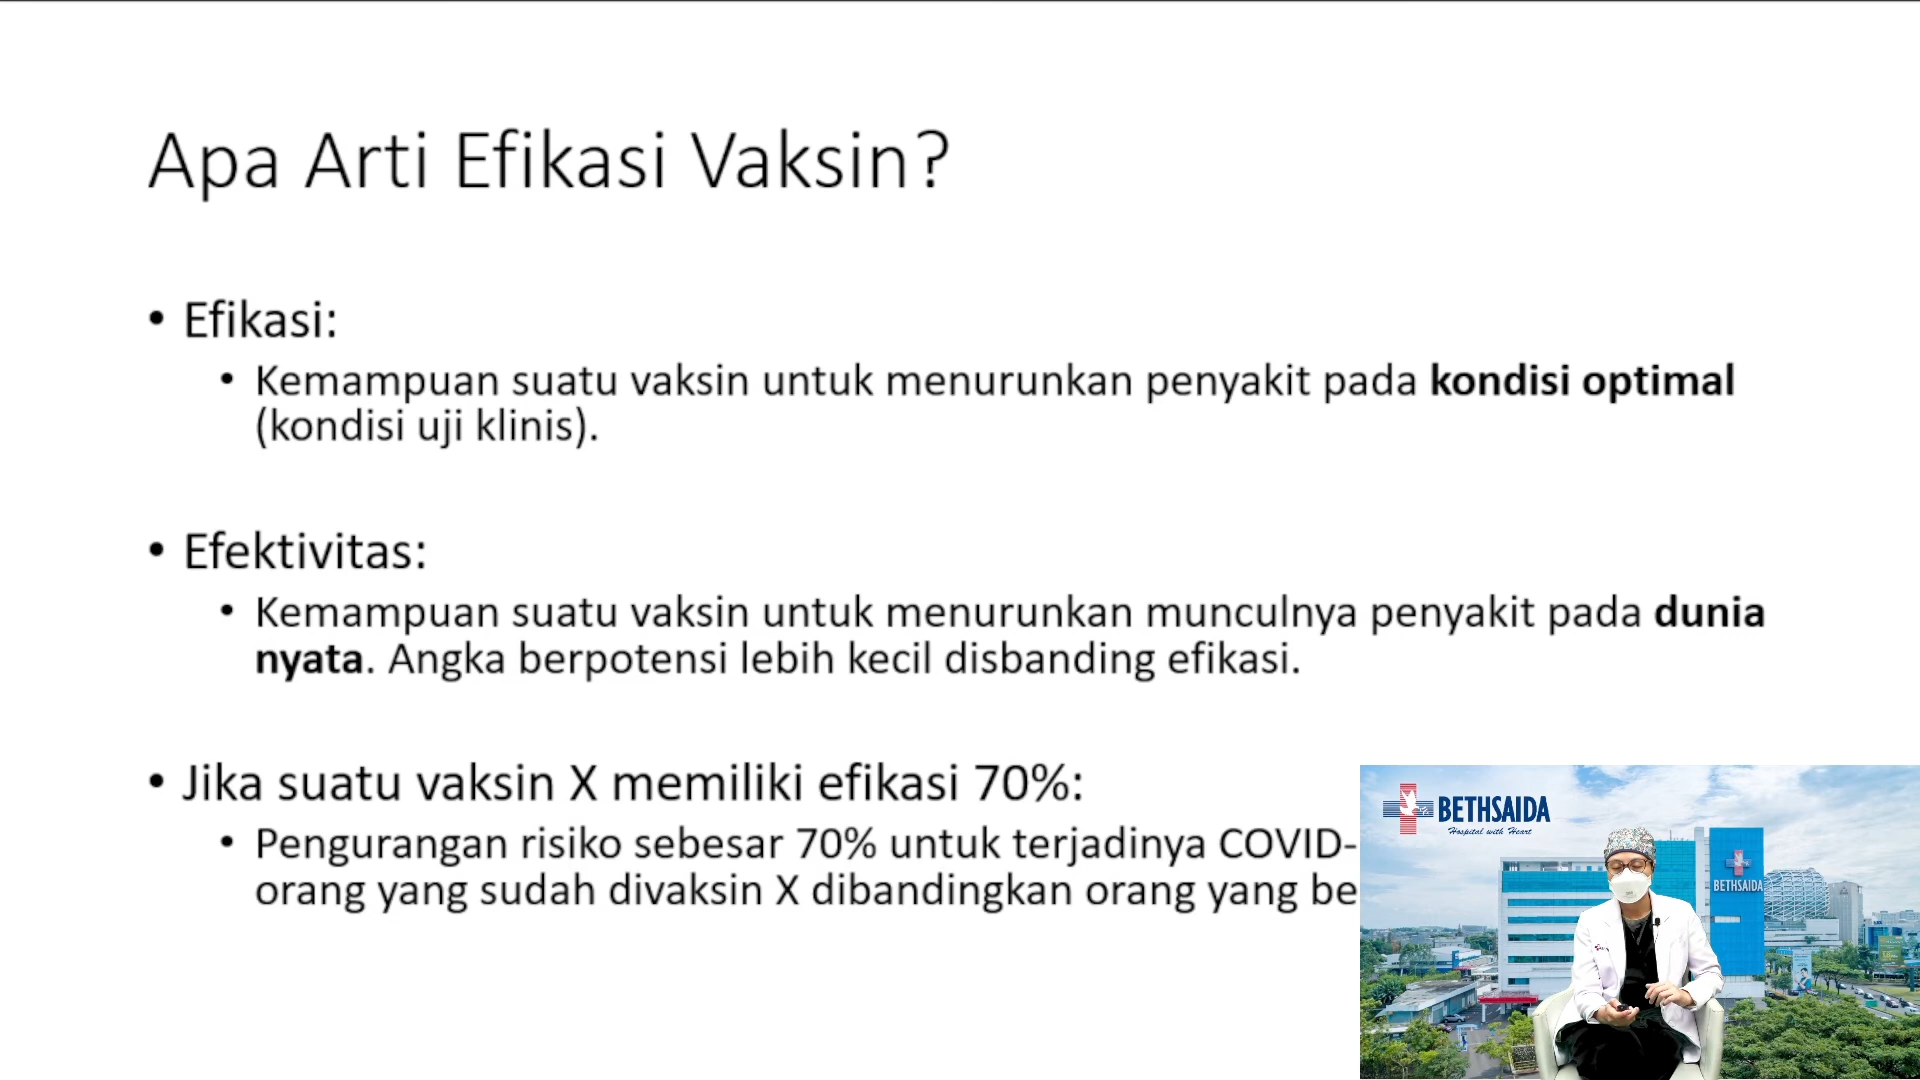 Apa Arti Efikasi Vaksin?
• Efikasi:
• Kemampuan suatu vaksin untuk menurunkan penyakit pada kondisi optimal
(kondisi uji klinis).
• Efektivitas:
• Kemampuan suatu vaksin untuk menurunkan munculnya penyakit pada dunia
nyata. Angka berpotensi lebih kecil disbanding efikasi.
• Jika suatu vaksin X memiliki efikasi 70%:
• Pengurangan risiko sebesar 70% untuk terjadinya COVID-
orang yang sudah divaksin X dibandingkan orang yang be
BETHSAIDA
Hospital with Heart
BETHSAIDA